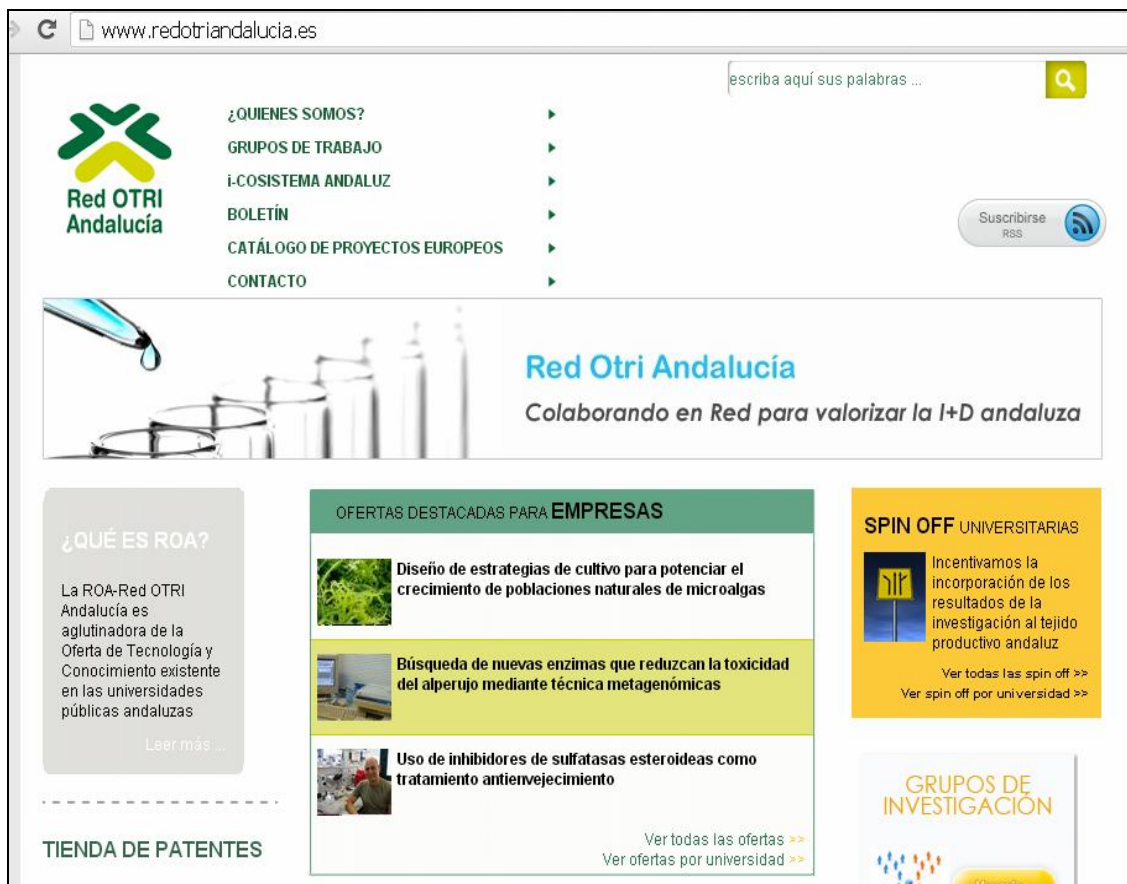 www.redotriandalucia.es
escriba aquí sus palabras ...
Red OTRI
Andalucía
¿QUIENES SOMOS?
GRUPOS DE TRABAJO
i-COSISTEMA ANDALUZ
BOLETÍN
CATÁLOGO DE PROYECTOS EUROPEOS
CONTACTO
Suscribirse
RSS
Red Otri Andalucía
Colaborando en Red para valorizar la I+D andaluza
¿QUÉ ES ROA?
La ROA-Red OTRI
Andalucía es
aglutinadora de la
Oferta de Tecnología y
Conocimiento existente
en las universidades
públicas andaluzas
Leer más ...
TIENDA DE PATENTES
OFERTAS DESTACADAS PARA EMPRESAS
Diseño de estrategias de cultivo para potenciar el
crecimiento de poblaciones naturales de microalgas
Búsqueda de nuevas enzimas que reduzcan la toxicidad
del alperujo mediante técnica metagenómicas
Uso de inhibidores de sulfatasas esteroideas como
tratamiento antienvejecimiento
Ver todas las ofertas >>
Ver ofertas por universidad >>
SPIN OFF UNIVERSITARIAS
Incentivamos la
incorporación de los
resultados de la
investigación al tejido
productivo andaluz
Ver todas las spin off >>
Ver spin off por universidad >>
GRUPOS DE
INVESTIGACIÓN